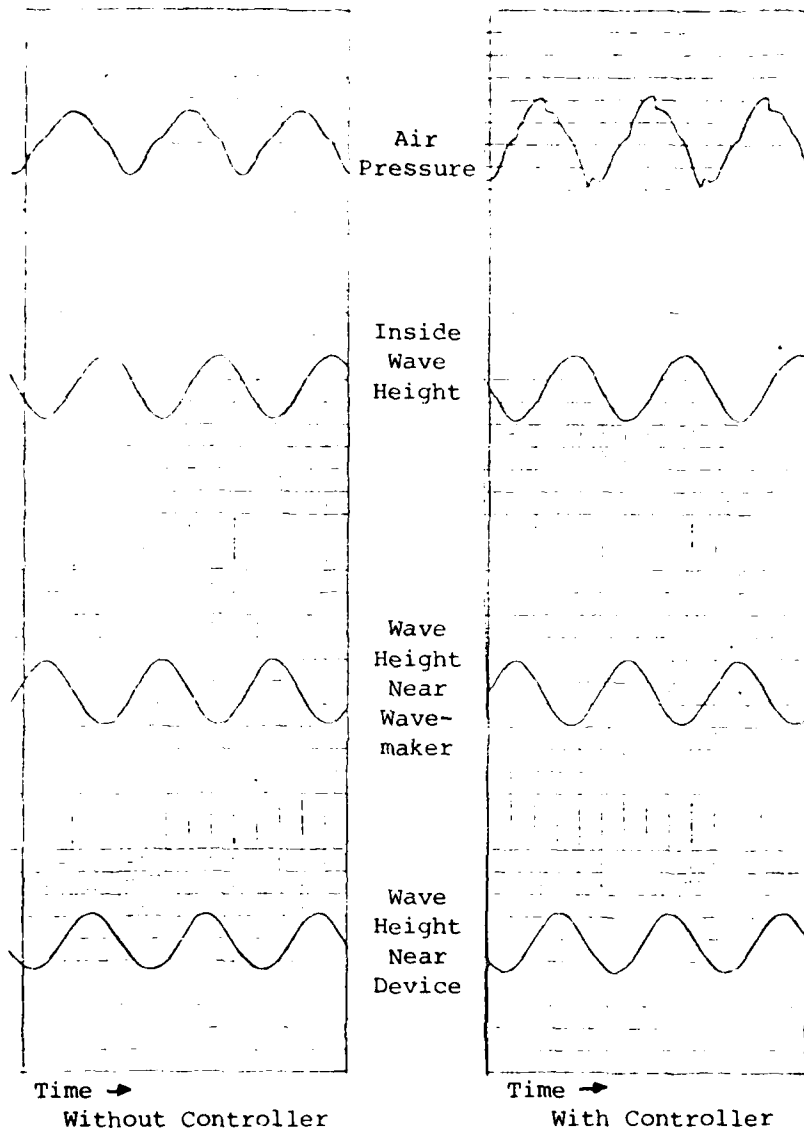 Air
Pressure
Inside
Wave
Height
Wave
Height
Near
Wave-
maker
Wave
Height
Near
Device
Time →
Without Controller
Time →
With Controller